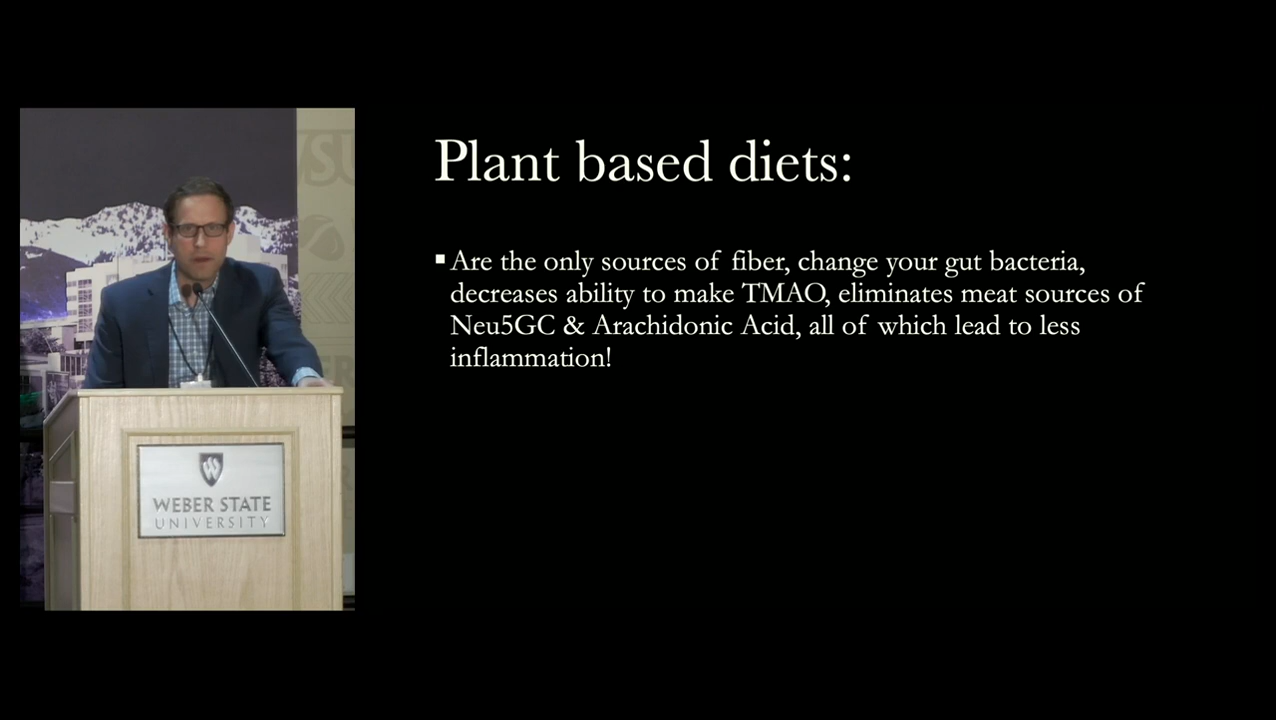 Plant based diets:
▪ Are the only sources of fiber, change your gut bacteria,
decreases ability to make TMAO, eliminates meat sources of
Neu5GC & Arachidonic Acid, all of which lead to less
inflammation!
WSU
W
WEBER STATE
UNIVERSITY